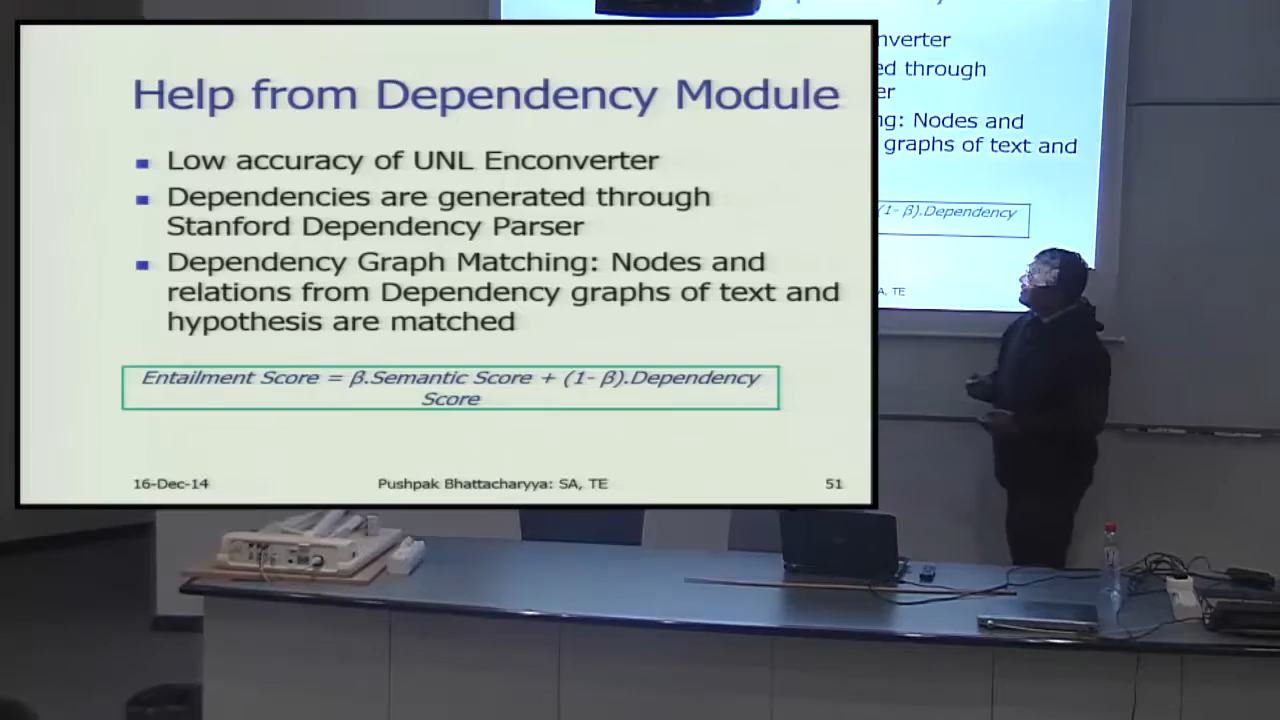 Help from Dependency Module
Low accuracy of UNL Enconverter
Dependencies are generated through
Stanford Dependency Parser
Dependency Graph Matching: Nodes and
relations from Dependency graphs of text and
hypothesis are matched
Entailment Score = β.Semantic Score + (1- β).Dependency
Score
16-Dec-14
Pushpak Bhattacharyya: SA, TE
51
nverter
ed through
er
ng: Nodes and
graphs of text and
(1- β).Dependency
A, TE